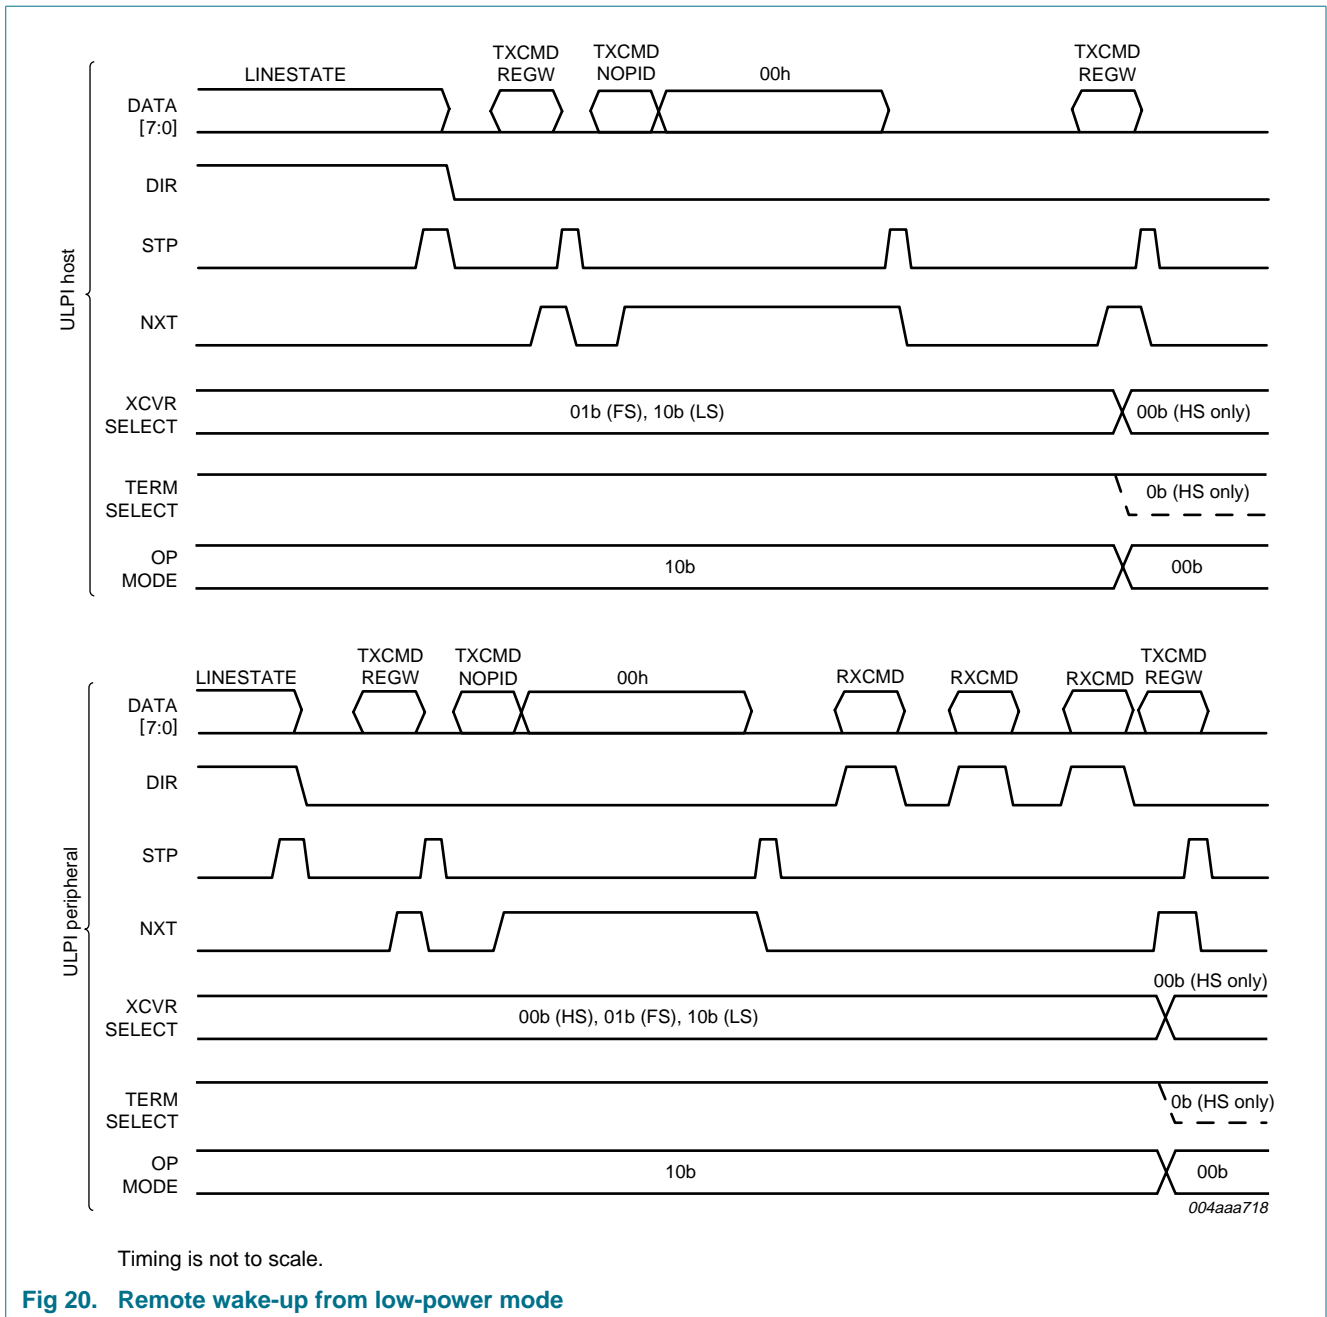 ULPI host
TXCMD REGW
TXCMD NOPID
TXCMD REGW
LINESTATE
00h
DATA [7:0]
DIR
STP
NXT
XCVR SELECT
01b (FS), 10b (LS)
00b (HS only)
TERM SELECT
0b (HS only)
OP MODE
10b
00b
ULPI peripheral
TXCMD REGW
TXCMD NOPID
TXCMD REGW
LINESTATE
00h
RXCMD
RXCMD
RXCMD
DATA [7:0]
DIR
STP
NXT
00b (HS only)
XCVR SELECT
00b (HS), 01b (FS), 10b (LS)
TERM SELECT
0b (HS only)
OP MODE
10b
00b
004aaa718
Timing is not to scale.
Fig 20. Remote wake-up from low-power mode